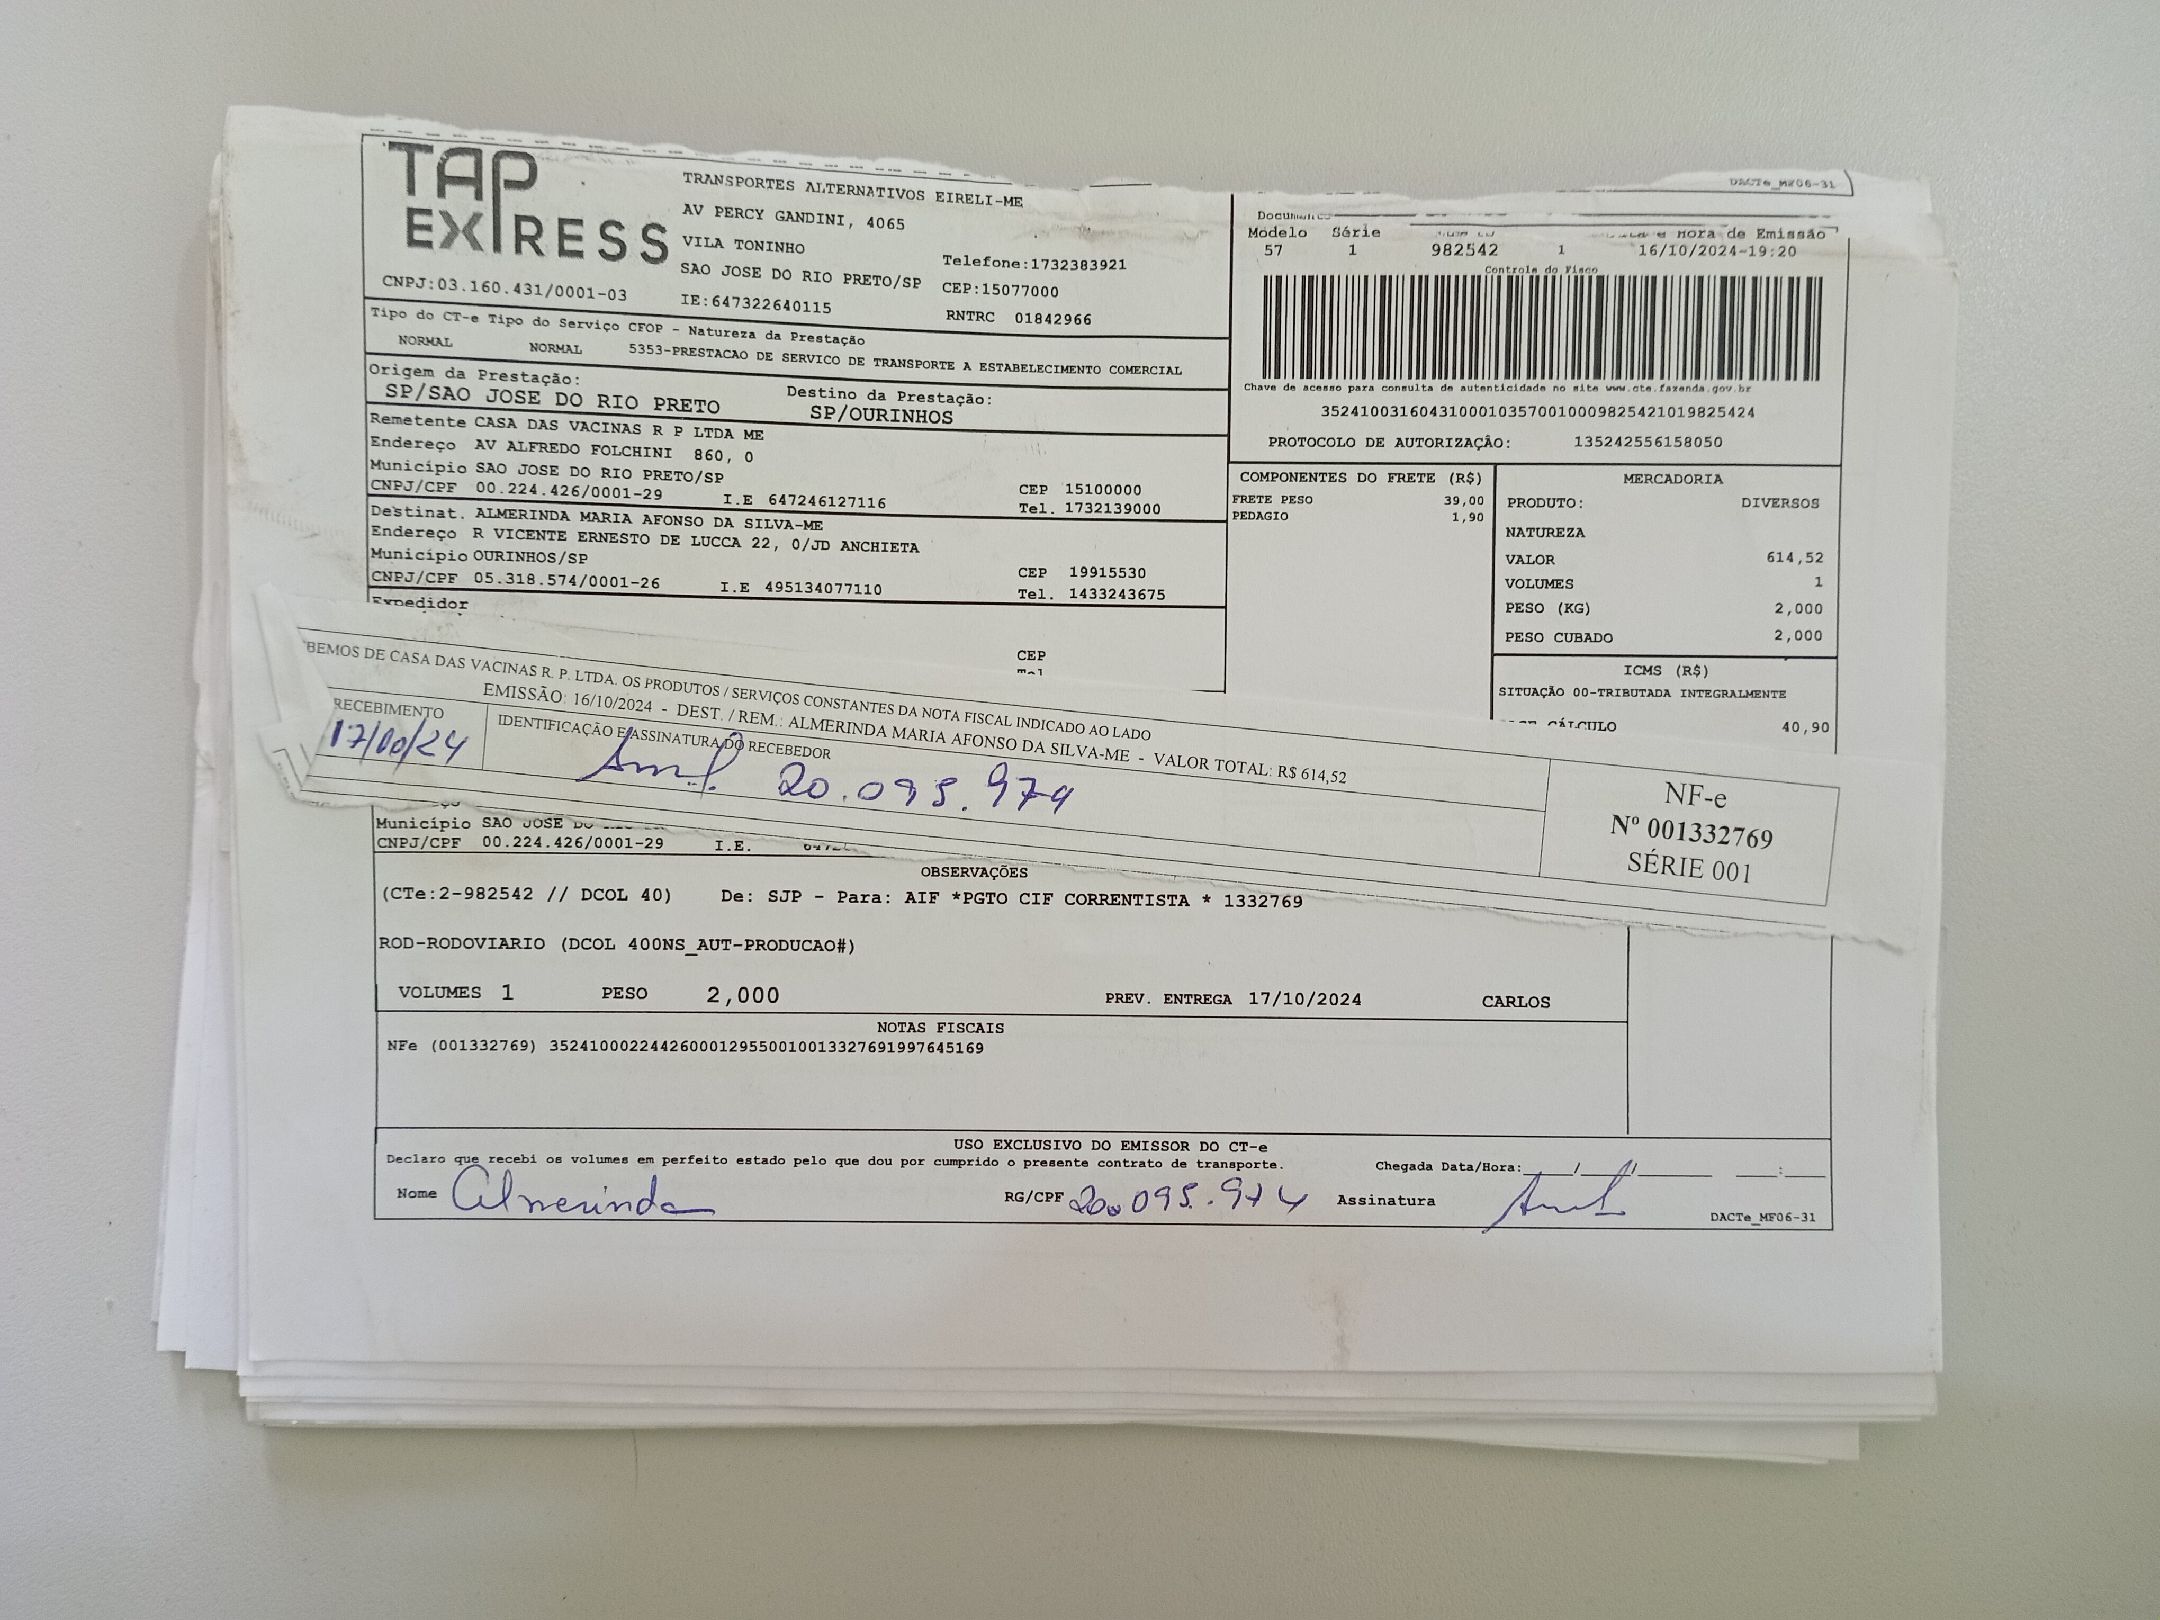 DACTe_MF06-31
TAP EXPRESS
TRANSPORTES ALTERNATIVOS EIRELI-ME
AV PERCY GANDINI, 4065
VILA TONINHO
SAO JOSE DO RIO PRETO/SP
IE:647322640115
Telefone:1732383921
CEP:15077000
RNTRC 01842966
CNPJ:03.160.431/0001-03
Modelo Série Hora de Emissão
57 1 982542 1 16/10/2024-19:20
Controle do Fisco
Chave de acesso para consulta de autenticidade no site www.cte.fazenda.gov.br
35241003160431000103570010009825421019825424
PROTOCOLO DE AUTORIZAÇÂO: 135242556158050
Tipo do CT-e Tipo do Serviço CFOP - Natureza da Prestação
NORMAL NORMAL 5353-PRESTACAO DE SERVICO DE TRANSPORTE A ESTABELECIMENTO COMERCIAL
Origem da Prestação: Destino da Prestação:
SP/SAO JOSE DO RIO PRETO SP/OURINHOS
Remetente CASA DAS VACINAS R P LTDA ME
Endereço AV ALFREDO FOLCHINI 860, 0
Município SAO JOSE DO RIO PRETO/SP CEP 15100000
CNPJ/CPF 00.224.426/0001-29 I.E 647246127116 Tel. 1732139000
Destinat. ALMERINDA MARIA AFONSO DA SILVA-ME
Endereço R VICENTE ERNESTO DE LUCCA 22, 0/JD ANCHIETA
Município OURINHOS/SP CEP 19915530
CNPJ/CPF 05.318.574/0001-26 I.E 495134077110 Tel. 1433243675
Expedidor
CEP
COMPONENTES DO FRETE (R$)
FRETE PESO 39,00
PEDAGIO 1,90
MERCADORIA
PRODUTO: DIVERSOS
NATUREZA
VALOR 614,52
VOLUMES 1
PESO (KG) 2,000
PESO CUBADO 2,000
ICMS (R$)
SITUAÇÃO 00-TRIBUTADA INTEGRALMENTE
CÁLCULO 40,90
BEMOS DE CASA DAS VACINAS R. P. LTDA. OS PRODUTOS / SERVIÇOS CONSTANTES DA NOTA FISCAL INDICADO AO LADO
EMISSÃO: 16/10/2024 - DEST. / REM.: ALMERINDA MARIA AFONSO DA SILVA-ME - VALOR TOTAL: R$ 614,52
RECEBIMENTO IDENTIFICAÇÃO E ASSINATURA DO RECEBEDOR
20.095.974
NF-e
Nº 001332769
SÉRIE 001
Município SAO JOSE
CNPJ/CPF 00.224.426/0001-29 I.E.
OBSERVAÇÕES
(CTe:2-982542 // DCOL 40) De: SJP - Para: AIF *PGTO CIF CORRENTISTA * 1332769
ROD-RODOVIARIO (DCOL 400NS_AUT-PRODUCAO#)
VOLUMES 1 PESO 2,000 PREV. ENTREGA 17/10/2024 CARLOS
NOTAS FISCAIS
NFe (001332769) 35241000224426000129550010013327691997645169
USO EXCLUSIVO DO EMISSOR DO CT-e
Declaro que recebi os volumes em perfeito estado pelo que dou por cumprido o presente contrato de transporte. Chegada Data/Hora:____/____/____ ____:____
Nome Almerinda RG/CPF 20.095.974 Assinatura
DACTe_MF06-31